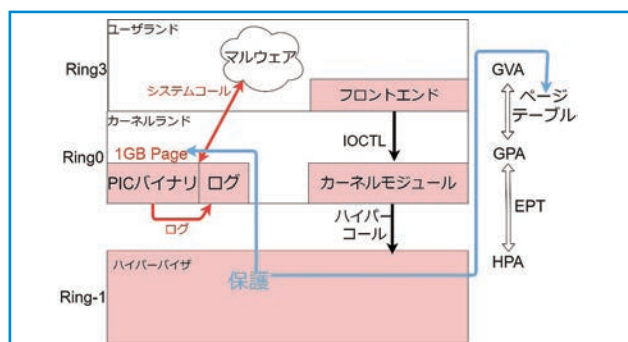 ユーザランド
Ring3
マルウェア
システムコール
フロントエンド
GVA
ページ
テーブル
カーネルランド
Ring0
1GB Page
IOCTL
GPA
PICバイナリ
ログ
カーネルモジュール
ログ
ハイパー
コール
EPT
HPA
ハイパーバイザ
保護
Ring-1